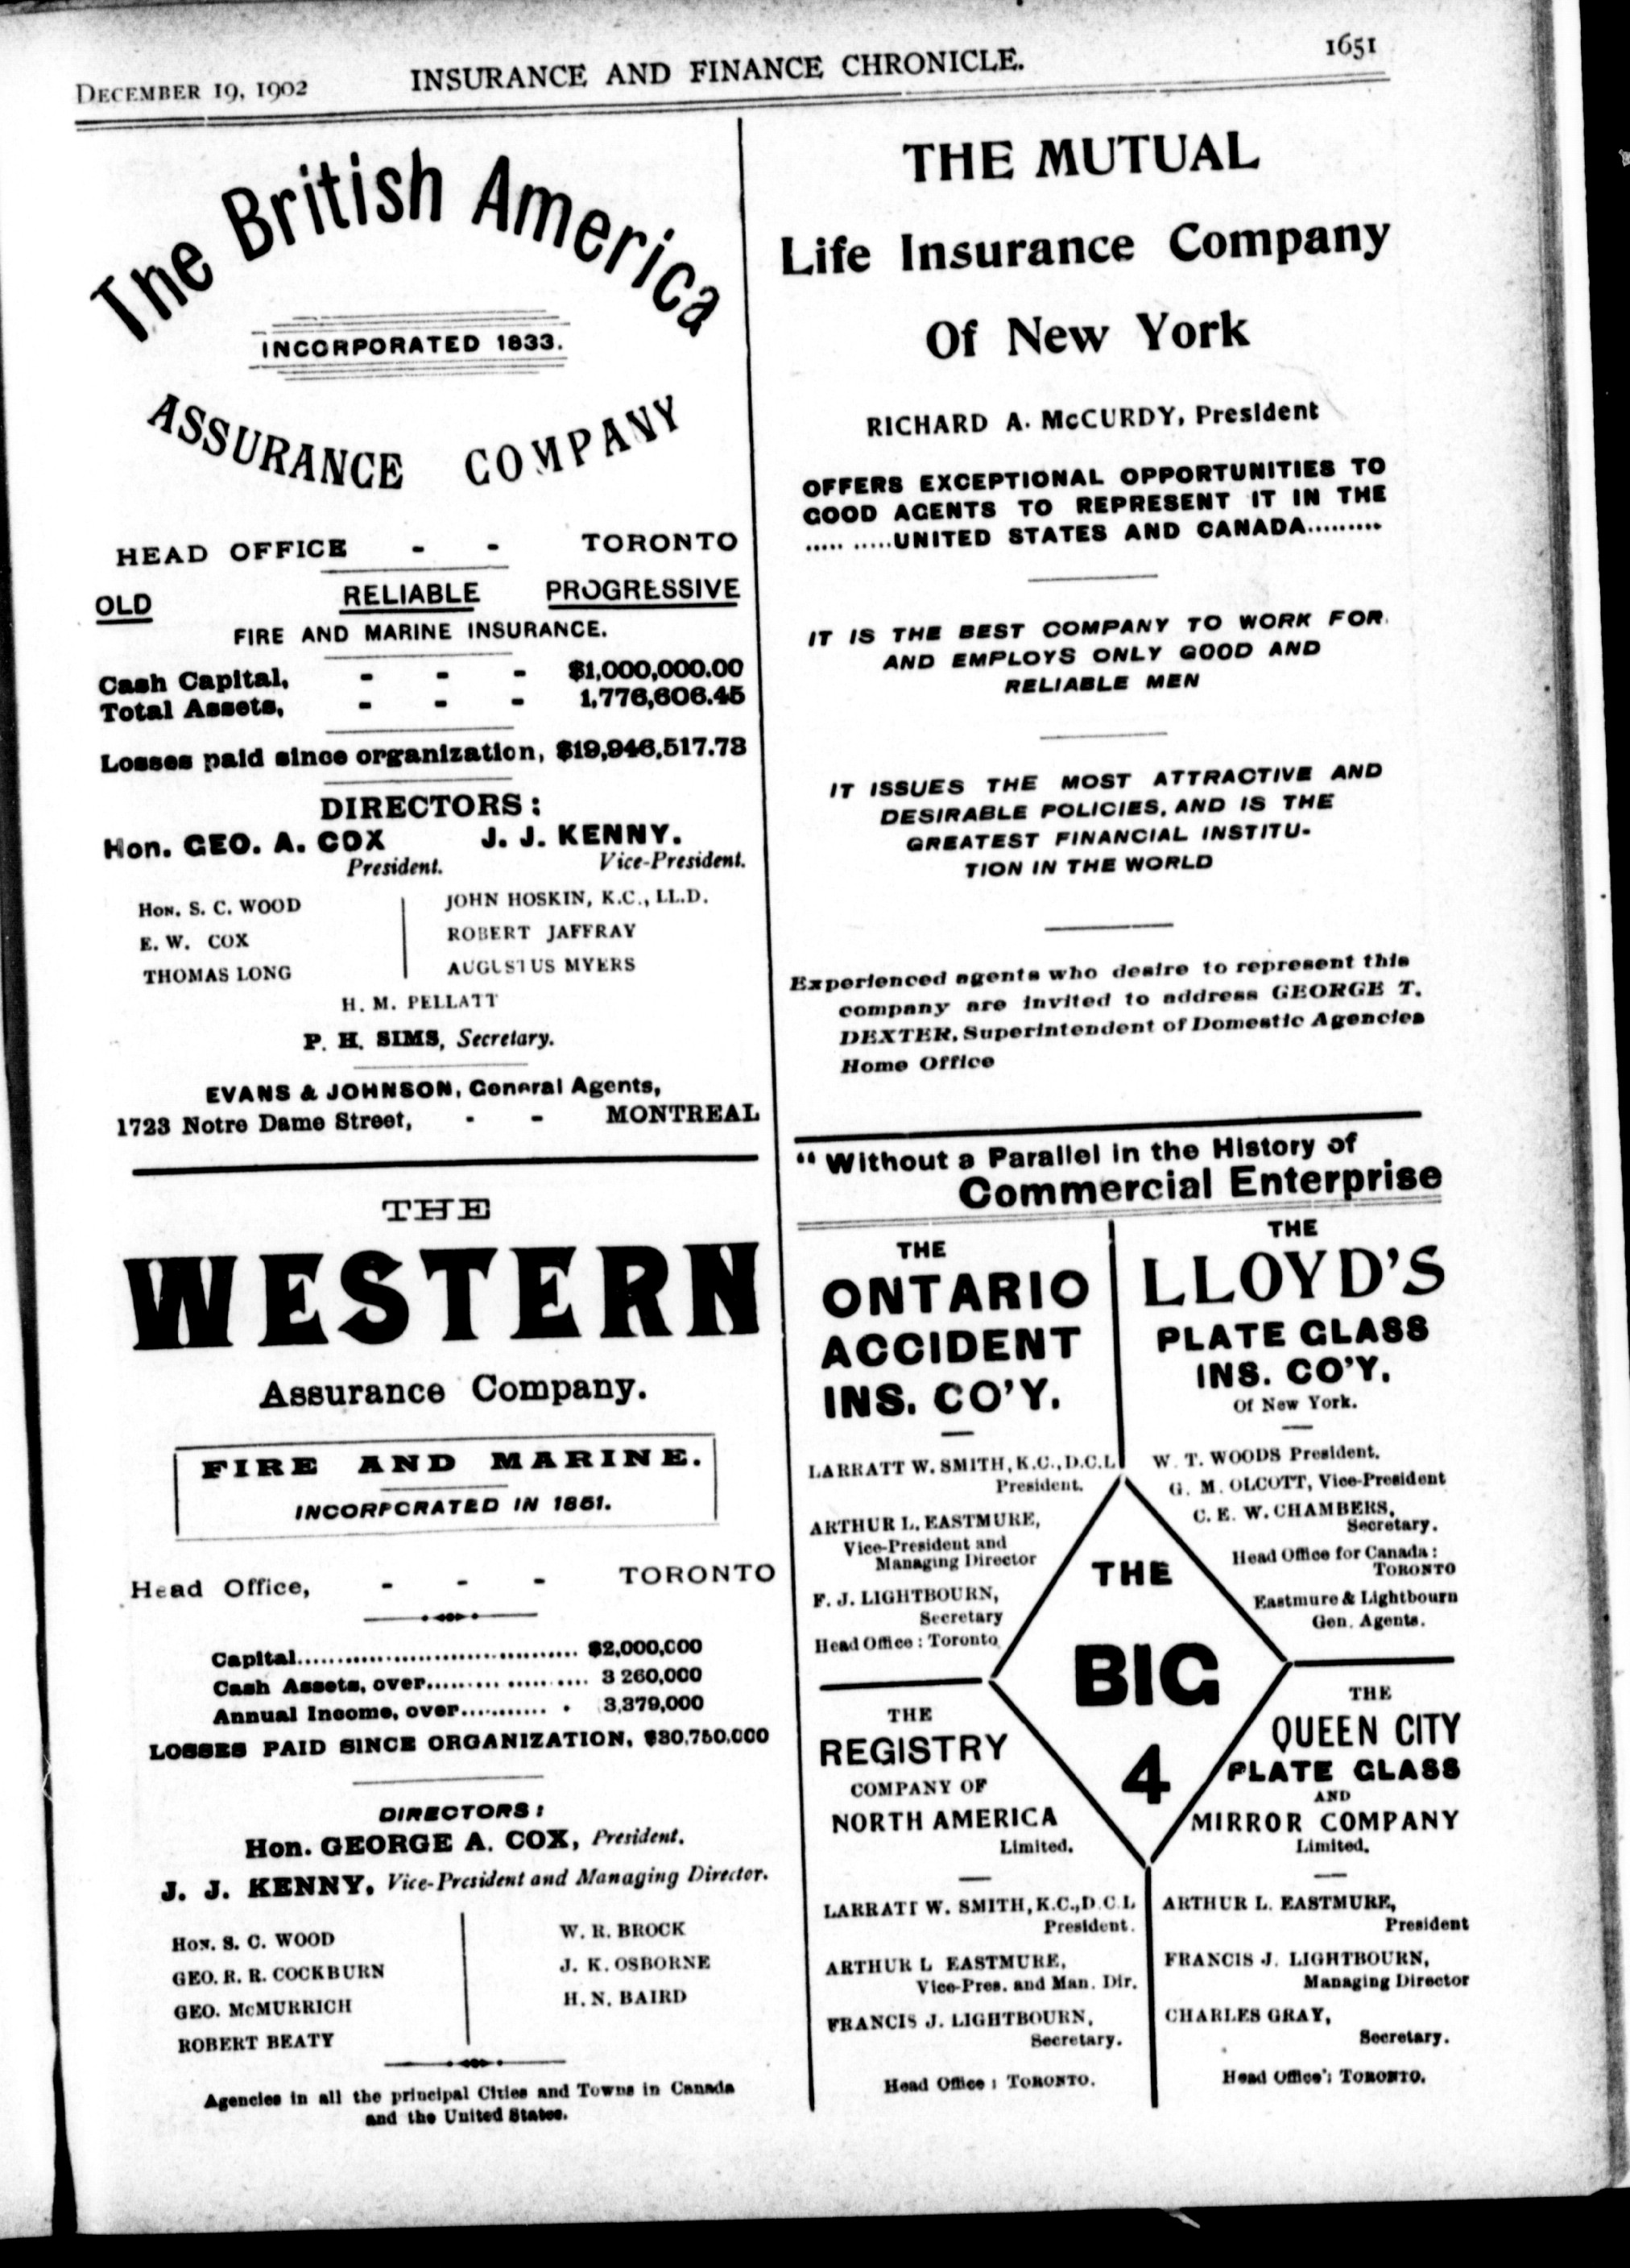 DECEMBER 19, 1902 INSURANCE AND FINANCE CHRONICLE. 1651
The British America
INCORPORATED 1833.
ASSURANCE COMPANY
HEAD OFFICE - - TORONTO
OLD RELIABLE PROGRESSIVE
FIRE AND MARINE INSURANCE.
Cash Capital, - - - $1,000,000.00
Total Assets, - - - 1,776,606.45
Losses paid since organization, $19,946,517.73
DIRECTORS:
Hon. GEO. A. COX J. J. KENNY.
President. Vice-President.
HON. S. C. WOOD JOHN HOSKIN, K.C., LL.D.
E. W. COX ROBERT JAFFRAY
THOMAS LONG AUGUSTUS MYERS
H. M. PELLATT
P. H. SIMS, Secretary.
EVANS & JOHNSON, General Agents,
1723 Notre Dame Street, - - MONTREAL
THE
WESTERN
Assurance Company.
FIRE AND MARINE.
INCORPORATED IN 1851.
Head Office, - - - TORONTO
Capital.................................... $2,000,000
Cash Assets, over......... .......... 3 260,000
Annual Income, over........... . 3,379,000
LOSSES PAID SINCE ORGANIZATION, $30,750,000
DIRECTORS:
Hon. GEORGE A. COX, President.
J. J. KENNY, Vice-President and Managing Director.
HON. S. C. WOOD W. R. BROCK
GEO. R. R. COCKBURN J. K. OSBORNE
GEO. McMURRICH H. N. BAIRD
ROBERT BEATY
Agencies in all the principal Cities and Towns in Canada
and the United States.
THE MUTUAL
Life Insurance Company
Of New York
RICHARD A. McCURDY, President
OFFERS EXCEPTIONAL OPPORTUNITIES TO
GOOD AGENTS TO REPRESENT IT IN THE
..... .....UNITED STATES AND CANADA.........
IT IS THE BEST COMPANY TO WORK FOR
AND EMPLOYS ONLY GOOD AND
RELIABLE MEN
IT ISSUES THE MOST ATTRACTIVE AND
DESIRABLE POLICIES, AND IS THE
GREATEST FINANCIAL INSTITU-
TION IN THE WORLD
Experienced agents who desire to represent this
company are invited to address GEORGE T.
DEXTER, Superintendent of Domestic Agencies
Home Office
"Without a Parallel in the History of
Commercial Enterprise
THE
ONTARIO
ACCIDENT
INS. CO'Y.
LARRATT W. SMITH, K.C., D.C.L
President.
ARTHUR L. EASTMURE,
Vice-President and
Managing Director
F. J. LIGHTBOURN,
Secretary
Head Office: Toronto
THE
LLOYD'S
PLATE GLASS
INS. CO'Y.
Of New York.
W. T. WOODS President.
G. M. OLCOTT, Vice-President
C. E. W. CHAMBERS,
Secretary.
Head Office for Canada:
TORONTO
Eastmure & Lightbourn
Gen. Agents.
THE
BIG
4
THE
REGISTRY
COMPANY OF
NORTH AMERICA
Limited.
LARRATT W. SMITH, K.C., D.C.L
President.
ARTHUR L EASTMURE,
Vice-Pres. and Man. Dir.
FRANCIS J. LIGHTBOURN,
Secretary.
Head Office: TORONTO.
THE
QUEEN CITY
PLATE GLASS
AND
MIRROR COMPANY
Limited.
ARTHUR L. EASTMURE,
President
FRANCIS J. LIGHTBOURN,
Managing Director
CHARLES GRAY,
Secretary.
Head Office: TORONTO.